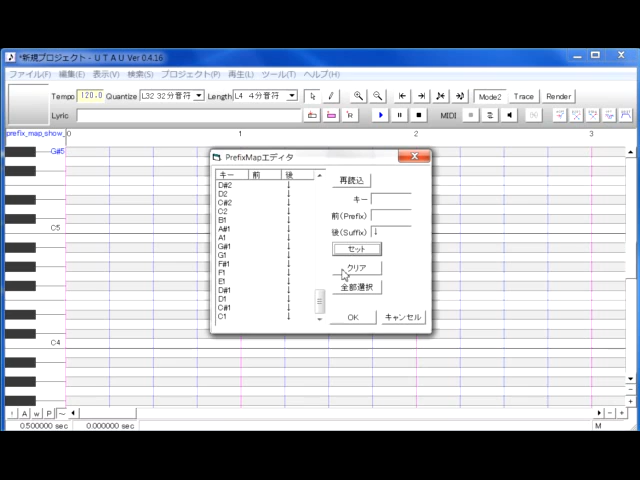 *新規プロジェクト - ＵＴＡＵ Ver 0.4.16
ファイル(F) 編集(E) 表示(V) 検索(S) プロジェクト(P) 再生(L) ツール(T) ヘルプ(H)
Tempo 120.0 Quantize L32 32分音符 Length L4 4分音符 Mode2 Trace Render
Lyric MIDI
prefix_map_show_ 0 1 2 3
G#5
C5
C4
PrefixMapエディタ
キー 前 後
D#2 ↓
D2 ↓
C#2 ↓
C2 ↓
B1 ↓
A#1 ↓
A1 ↓
G#1 ↓
G1 ↓
F#1 ↓
F1 ↓
E1 ↓
D#1 ↓
D1 ↓
C#1 ↓
C1 ↓
再読込
キー
前(Prefix)
後(Suffix) ↓
セット
クリア
全部選択
OK キャンセル
! A w P ～
0.500000 sec 0.000000 sec M